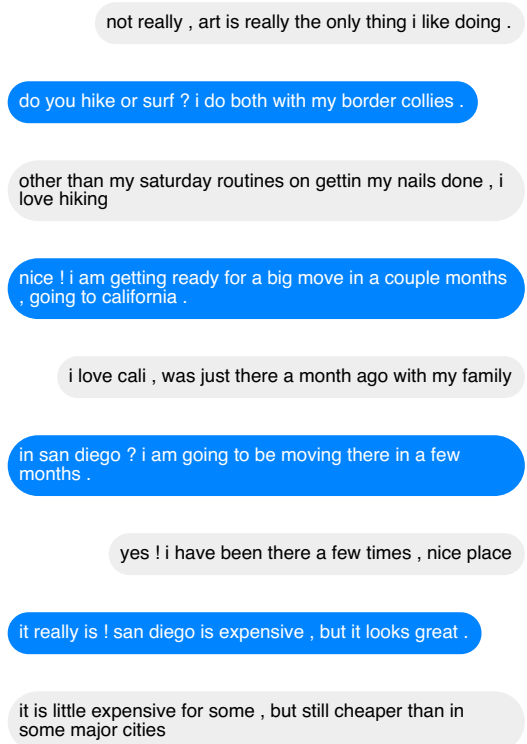 not really , art is really the only thing i like doing .
do you hike or surf ? i do both with my border collies .
other than my saturday routines on gettin my nails done , i
love hiking
nice ! i am getting ready for a big move in a couple months
, going to california .
i love cali , was just there a month ago with my family
in san diego ? i am going to be moving there in a few
months .
yes ! i have been there a few times , nice place
it really is ! san diego is expensive , but it looks great .
it is little expensive for some , but still cheaper than in
some major cities